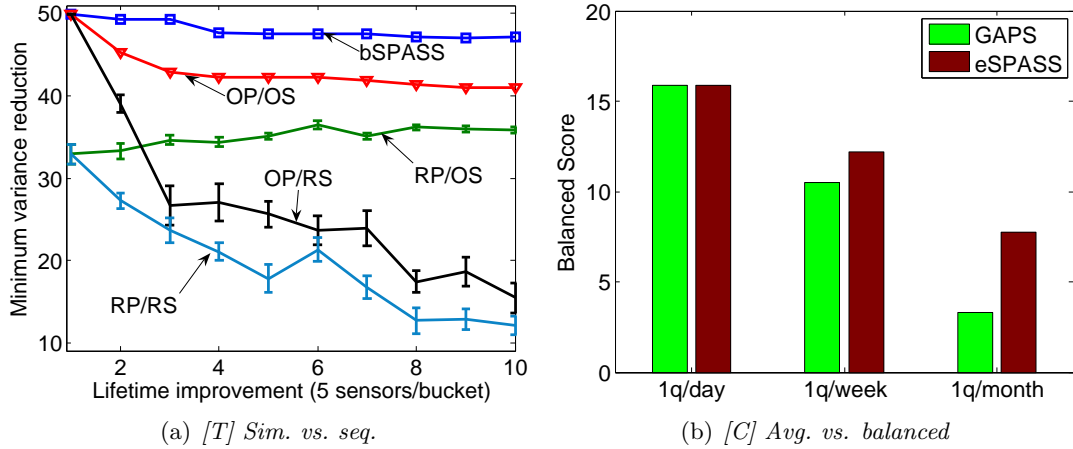 Minimum variance reduction
50
40
30
20
10
2
4
6
8
10
Lifetime improvement (5 sensors/bucket)
bSPASS
OP/OS
RP/OS
OP/RS
RP/RS
(a) [T] Sim. vs. seq.
Balanced Score
20
15
10
5
0
1q/day
1q/week
1q/month
GAPS
eSPASS
(b) [C] Avg. vs. balanced